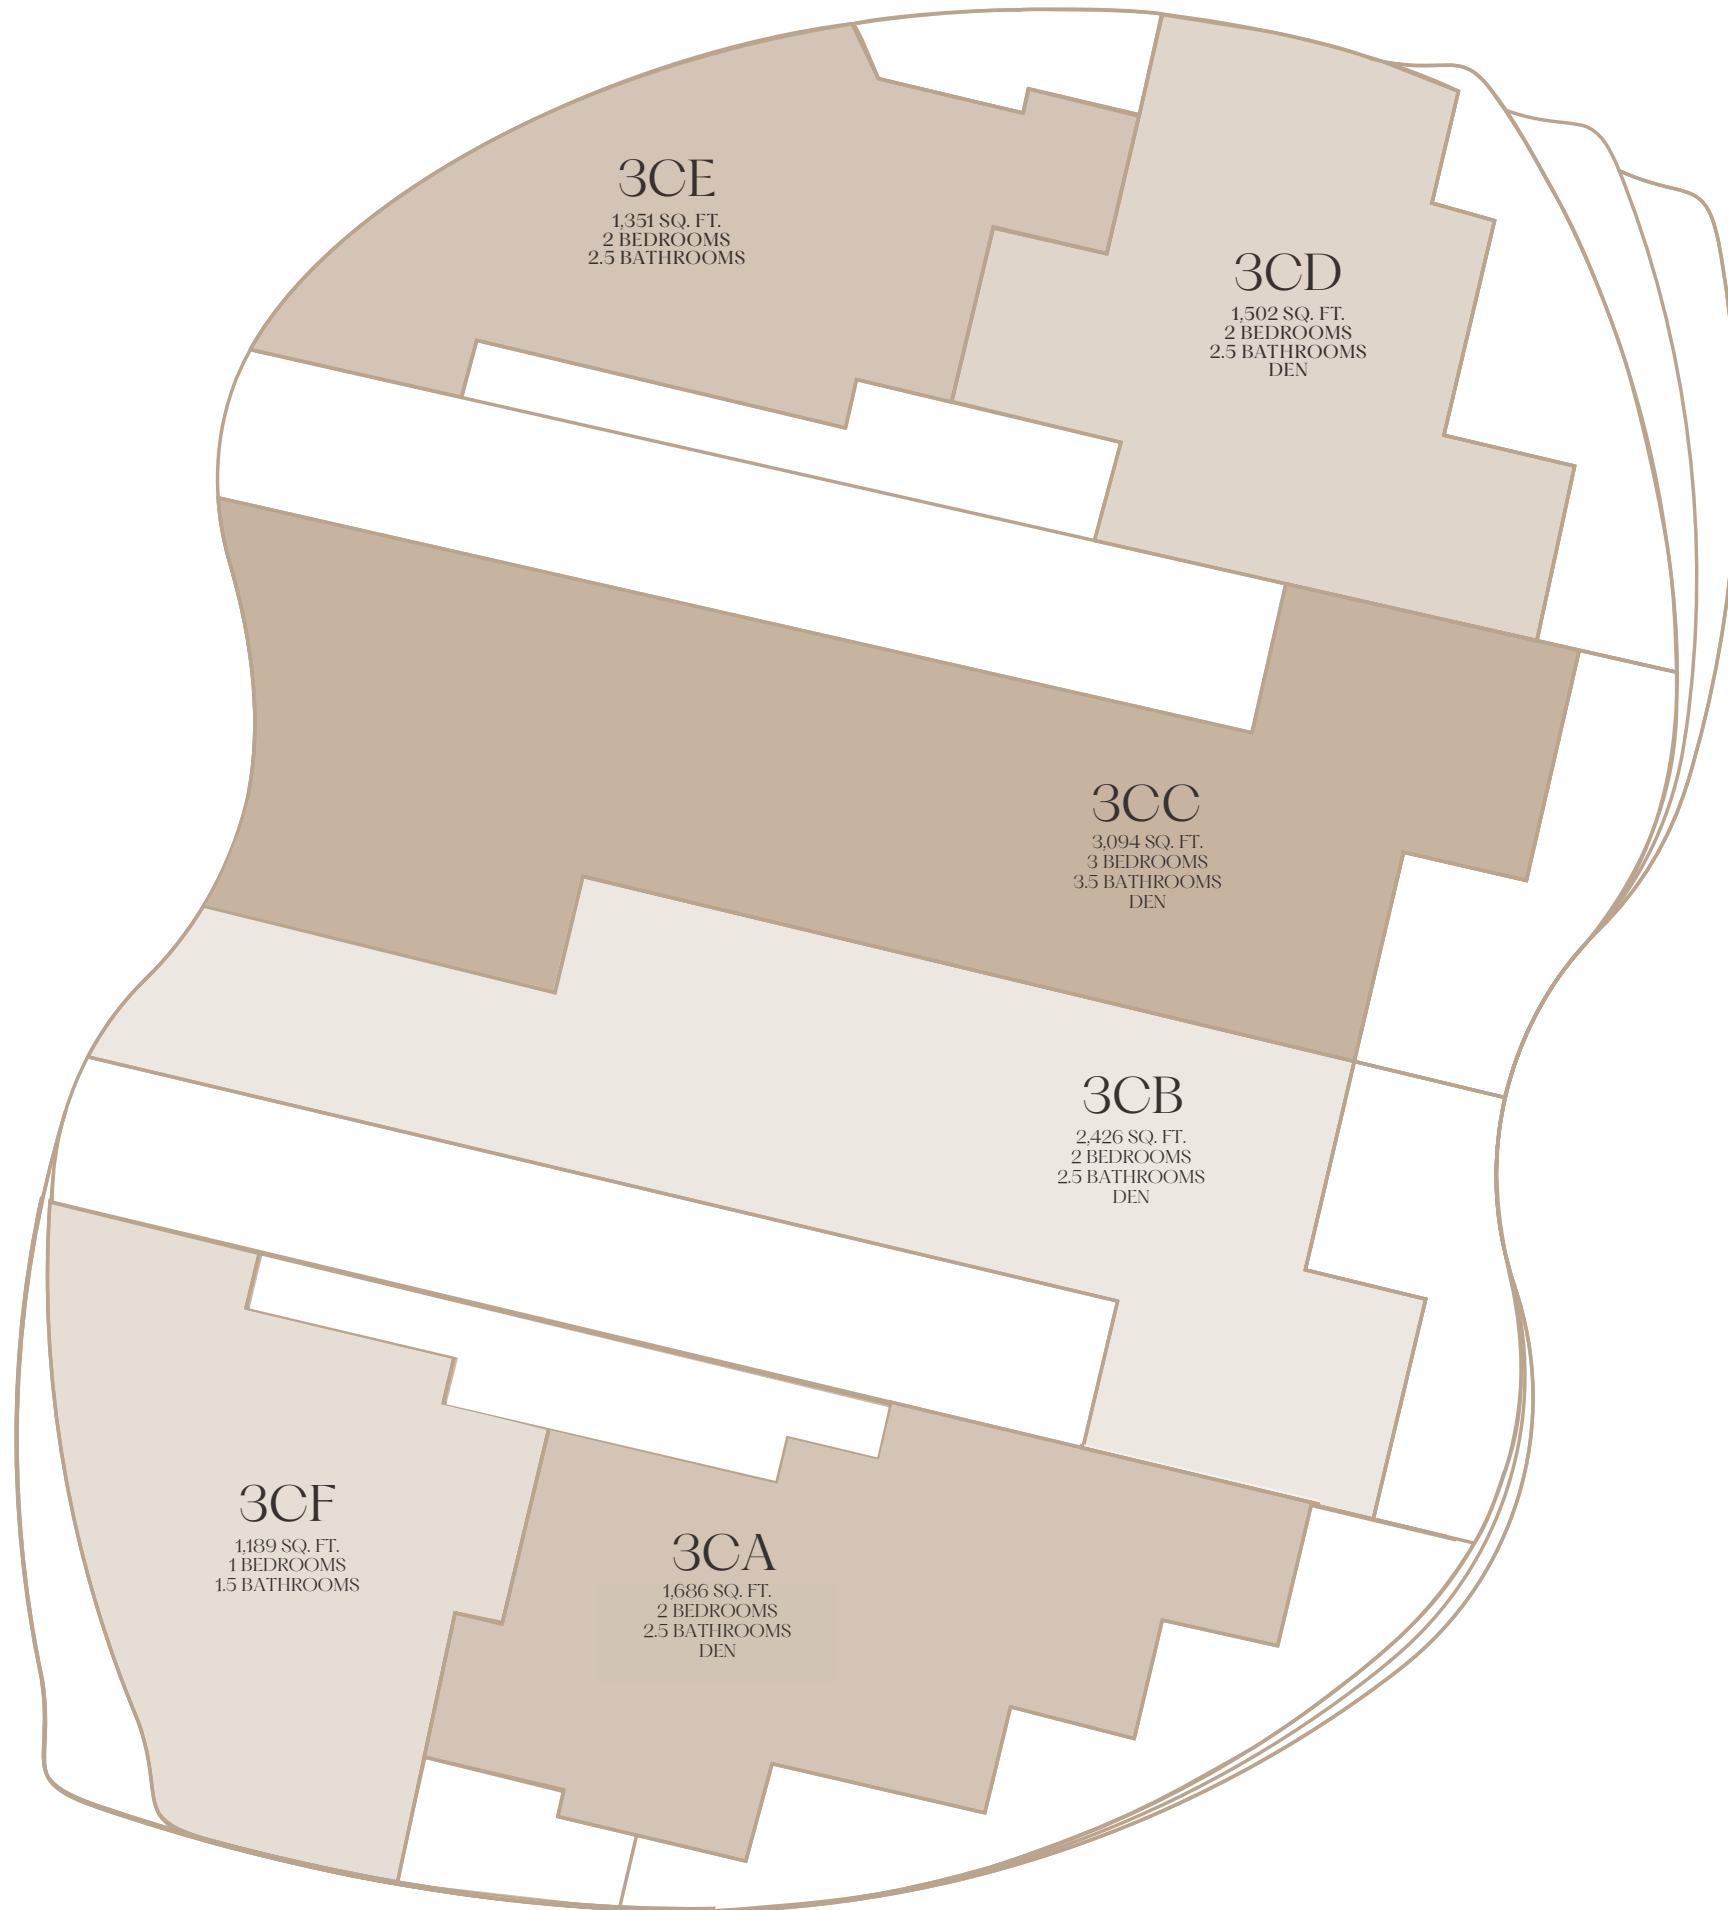 3CE
1,351 SQ. FT.
2 BEDROOMS
2.5 BATHROOMS
3CD
1,502 SQ. FT.
2 BEDROOMS
2.5 BATHROOMS
DEN
3CC
3,094 SQ. FT.
3 BEDROOMS
3.5 BATHROOMS
DEN
3CB
2,426 SQ. FT.
2 BEDROOMS
2.5 BATHROOMS
DEN
3CF
1,189 SQ. FT.
1 BEDROOMS
1.5 BATHROOMS
3CA
1,686 SQ. FT.
2 BEDROOMS
2.5 BATHROOMS
DEN